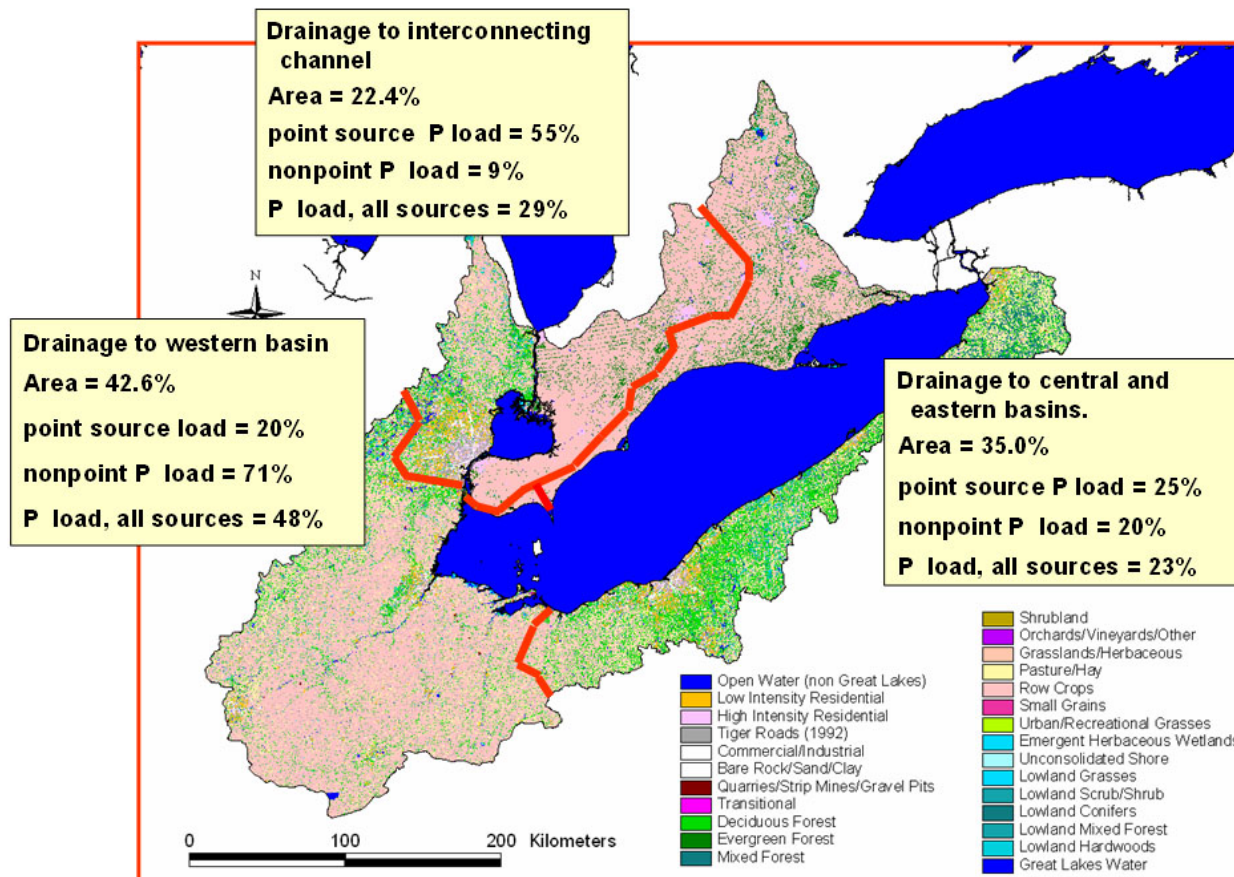 Drainage to interconnecting
channel
Area = 22.4%
point source P load = 55%
nonpoint P load = 9%
P load, all sources = 29%
N
Drainage to western basin
Area = 42.6%
point source load = 20%
nonpoint P load = 71%
P load, all sources = 48%
Drainage to central and
eastern basins.
Area = 35.0%
point source P load = 25%
nonpoint P load = 20%
P load, all sources = 23%
0 100 200 Kilometers
Open Water (non Great Lakes)
Low Intensity Residential
High Intensity Residential
Tiger Roads (1992)
Commercial/Industrial
Bare Rock/Sand/Clay
Quarries/Strip Mines/Gravel Pits
Transitional
Deciduous Forest
Evergreen Forest
Mixed Forest
Shrubland
Orchards/Vineyards/Other
Grasslands/Herbaceous
Pasture/Hay
Row Crops
Small Grains
Urban/Recreational Grasses
Emergent Herbaceous Wetlands
Unconsolidated Shore
Lowland Grasses
Lowland Scrub/Shrub
Lowland Conifers
Lowland Mixed Forest
Lowland Hardwoods
Great Lakes Water